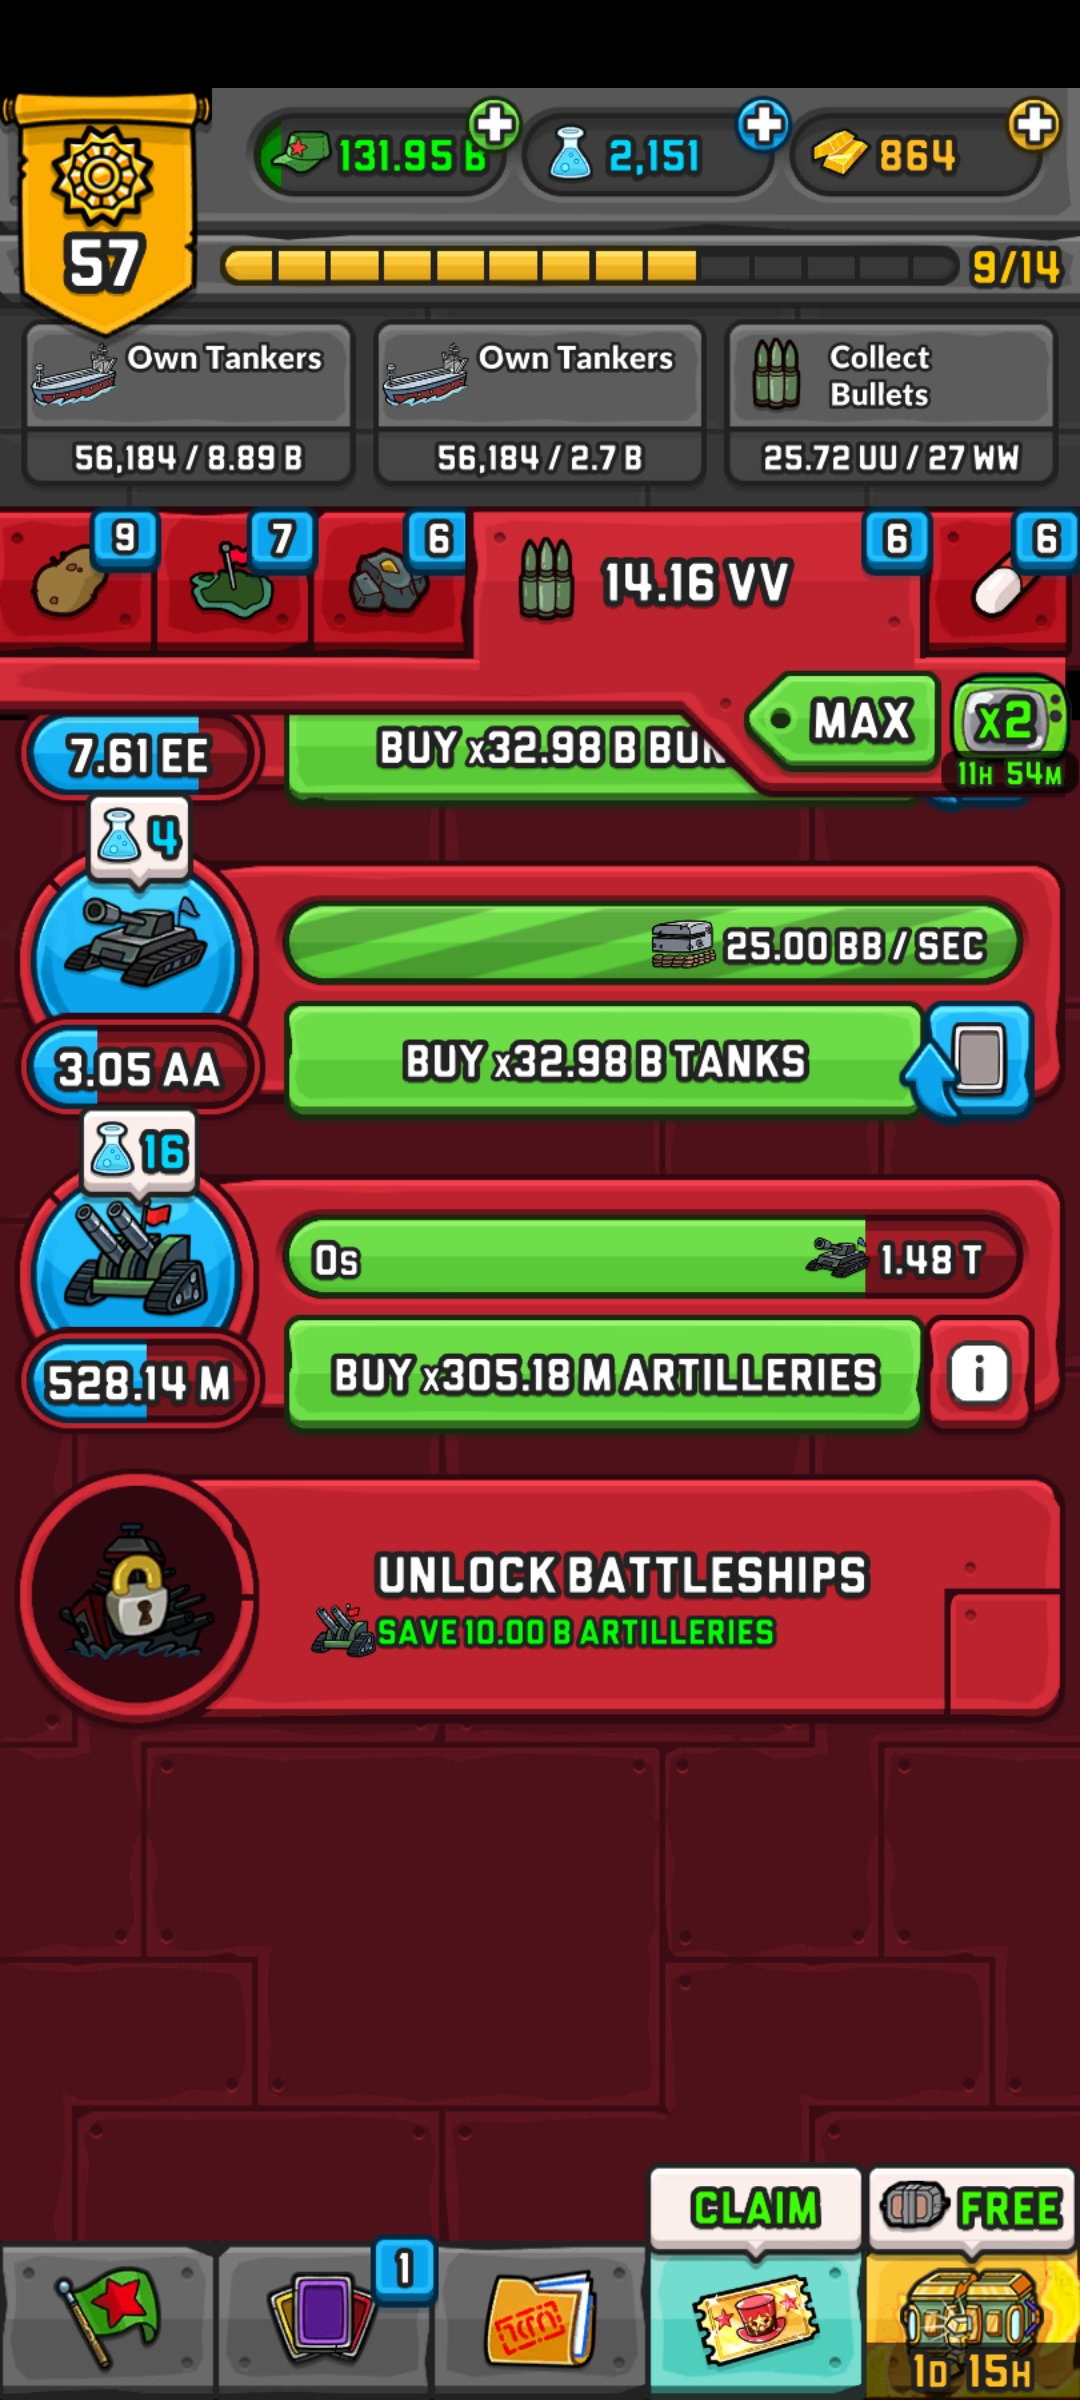 131.95 B
2,151
864
57
9/14
Own Tankers
56,184 / 8.89 B
Own Tankers
56,184 / 2.7 B
Collect
Bullets
25.72 UU / 27 WW
9
7
6
14.16 VV
6
6
MAX
x2
11H 54M
7.61 EE
BUY x32.98 B
4
25.00 BB / SEC
3.05 AA
BUY x32.98 B TANKS
16
0s
1.48 T
528.14 M
BUY x305.18 M ARTILLERIES
i
UNLOCK BATTLESHIPS
SAVE 10.00 B ARTILLERIES
CLAIM
FREE
1
1D 15H